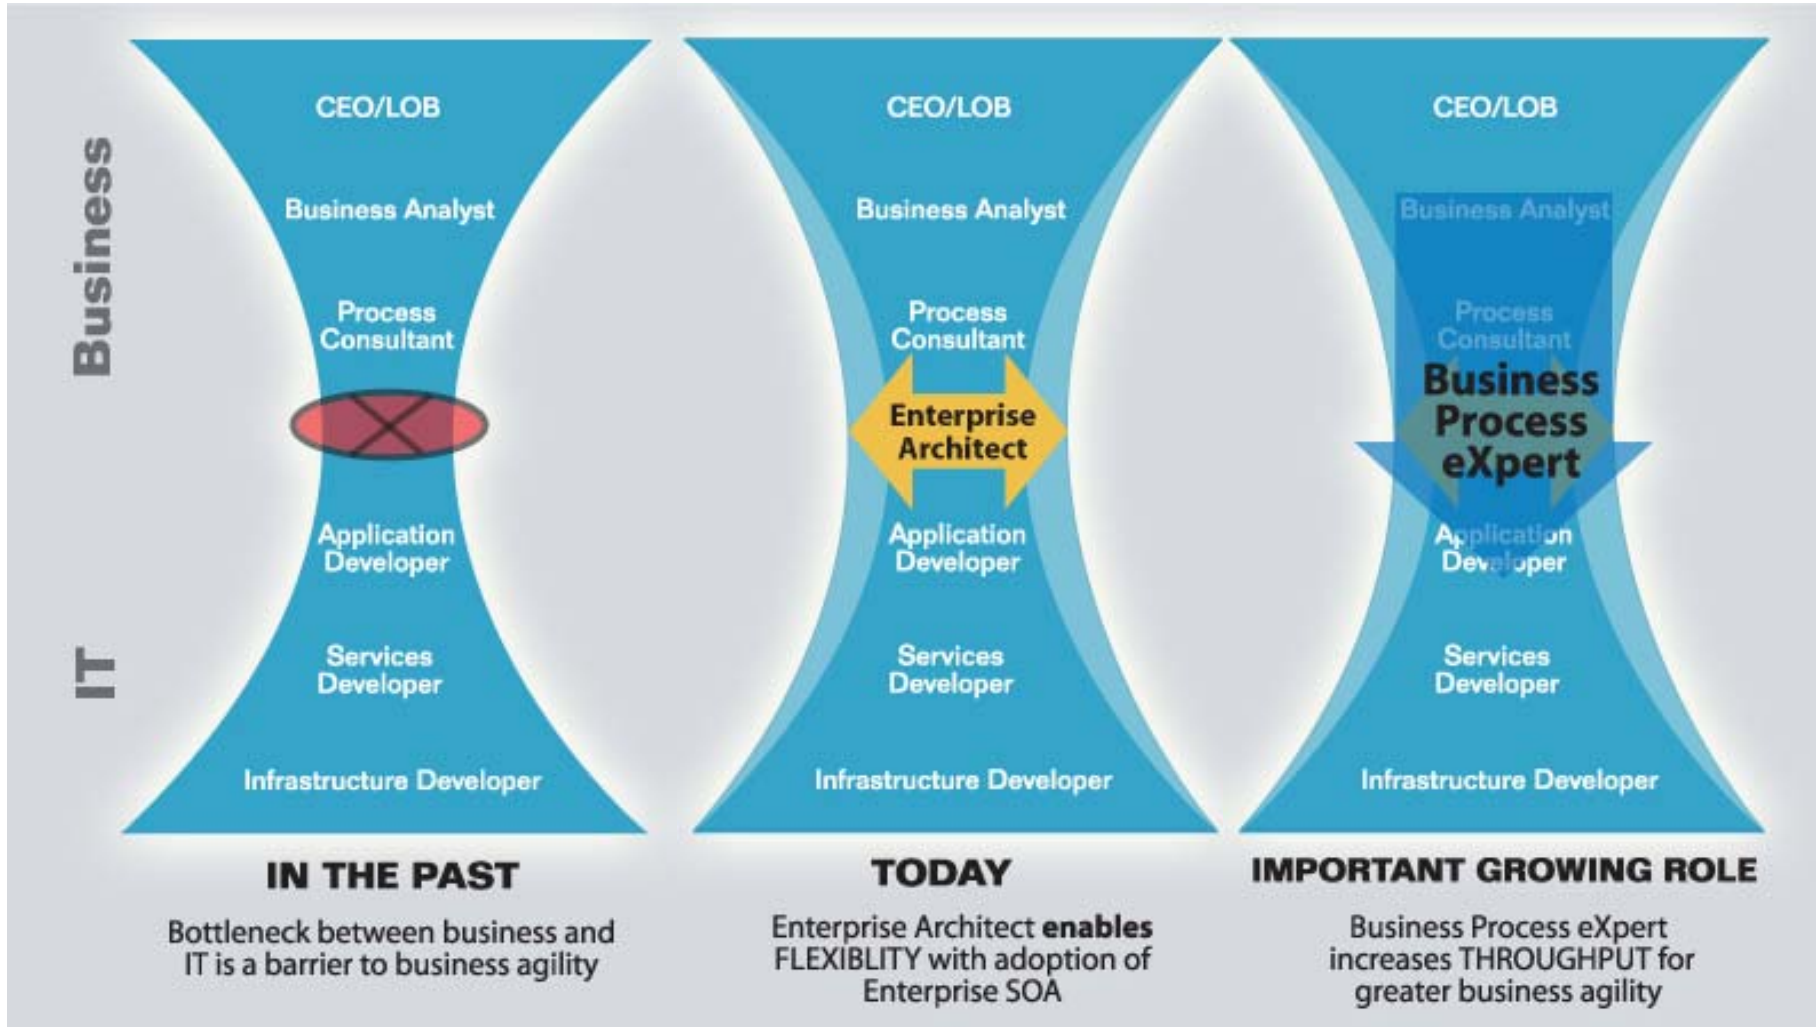 Business
IT
CEO/LOB
Business Analyst
Process
Consultant
Application
Developer
Services
Developer
Infrastructure Developer
IN THE PAST
Bottleneck between business and
IT is a barrier to business agility
CEO/LOB
Business Analyst
Process
Consultant
Enterprise
Architect
Application
Developer
Services
Developer
Infrastructure Developer
TODAY
Enterprise Architect enables
FLEXIBLITY with adoption of
Enterprise SOA
CEO/LOB
Business Analyst
Process
Consultant
Business
Process
eXpert
Application
Developer
Services
Developer
Infrastructure Developer
IMPORTANT GROWING ROLE
Business Process eXpert
increases THROUGHPUT for
greater business agility